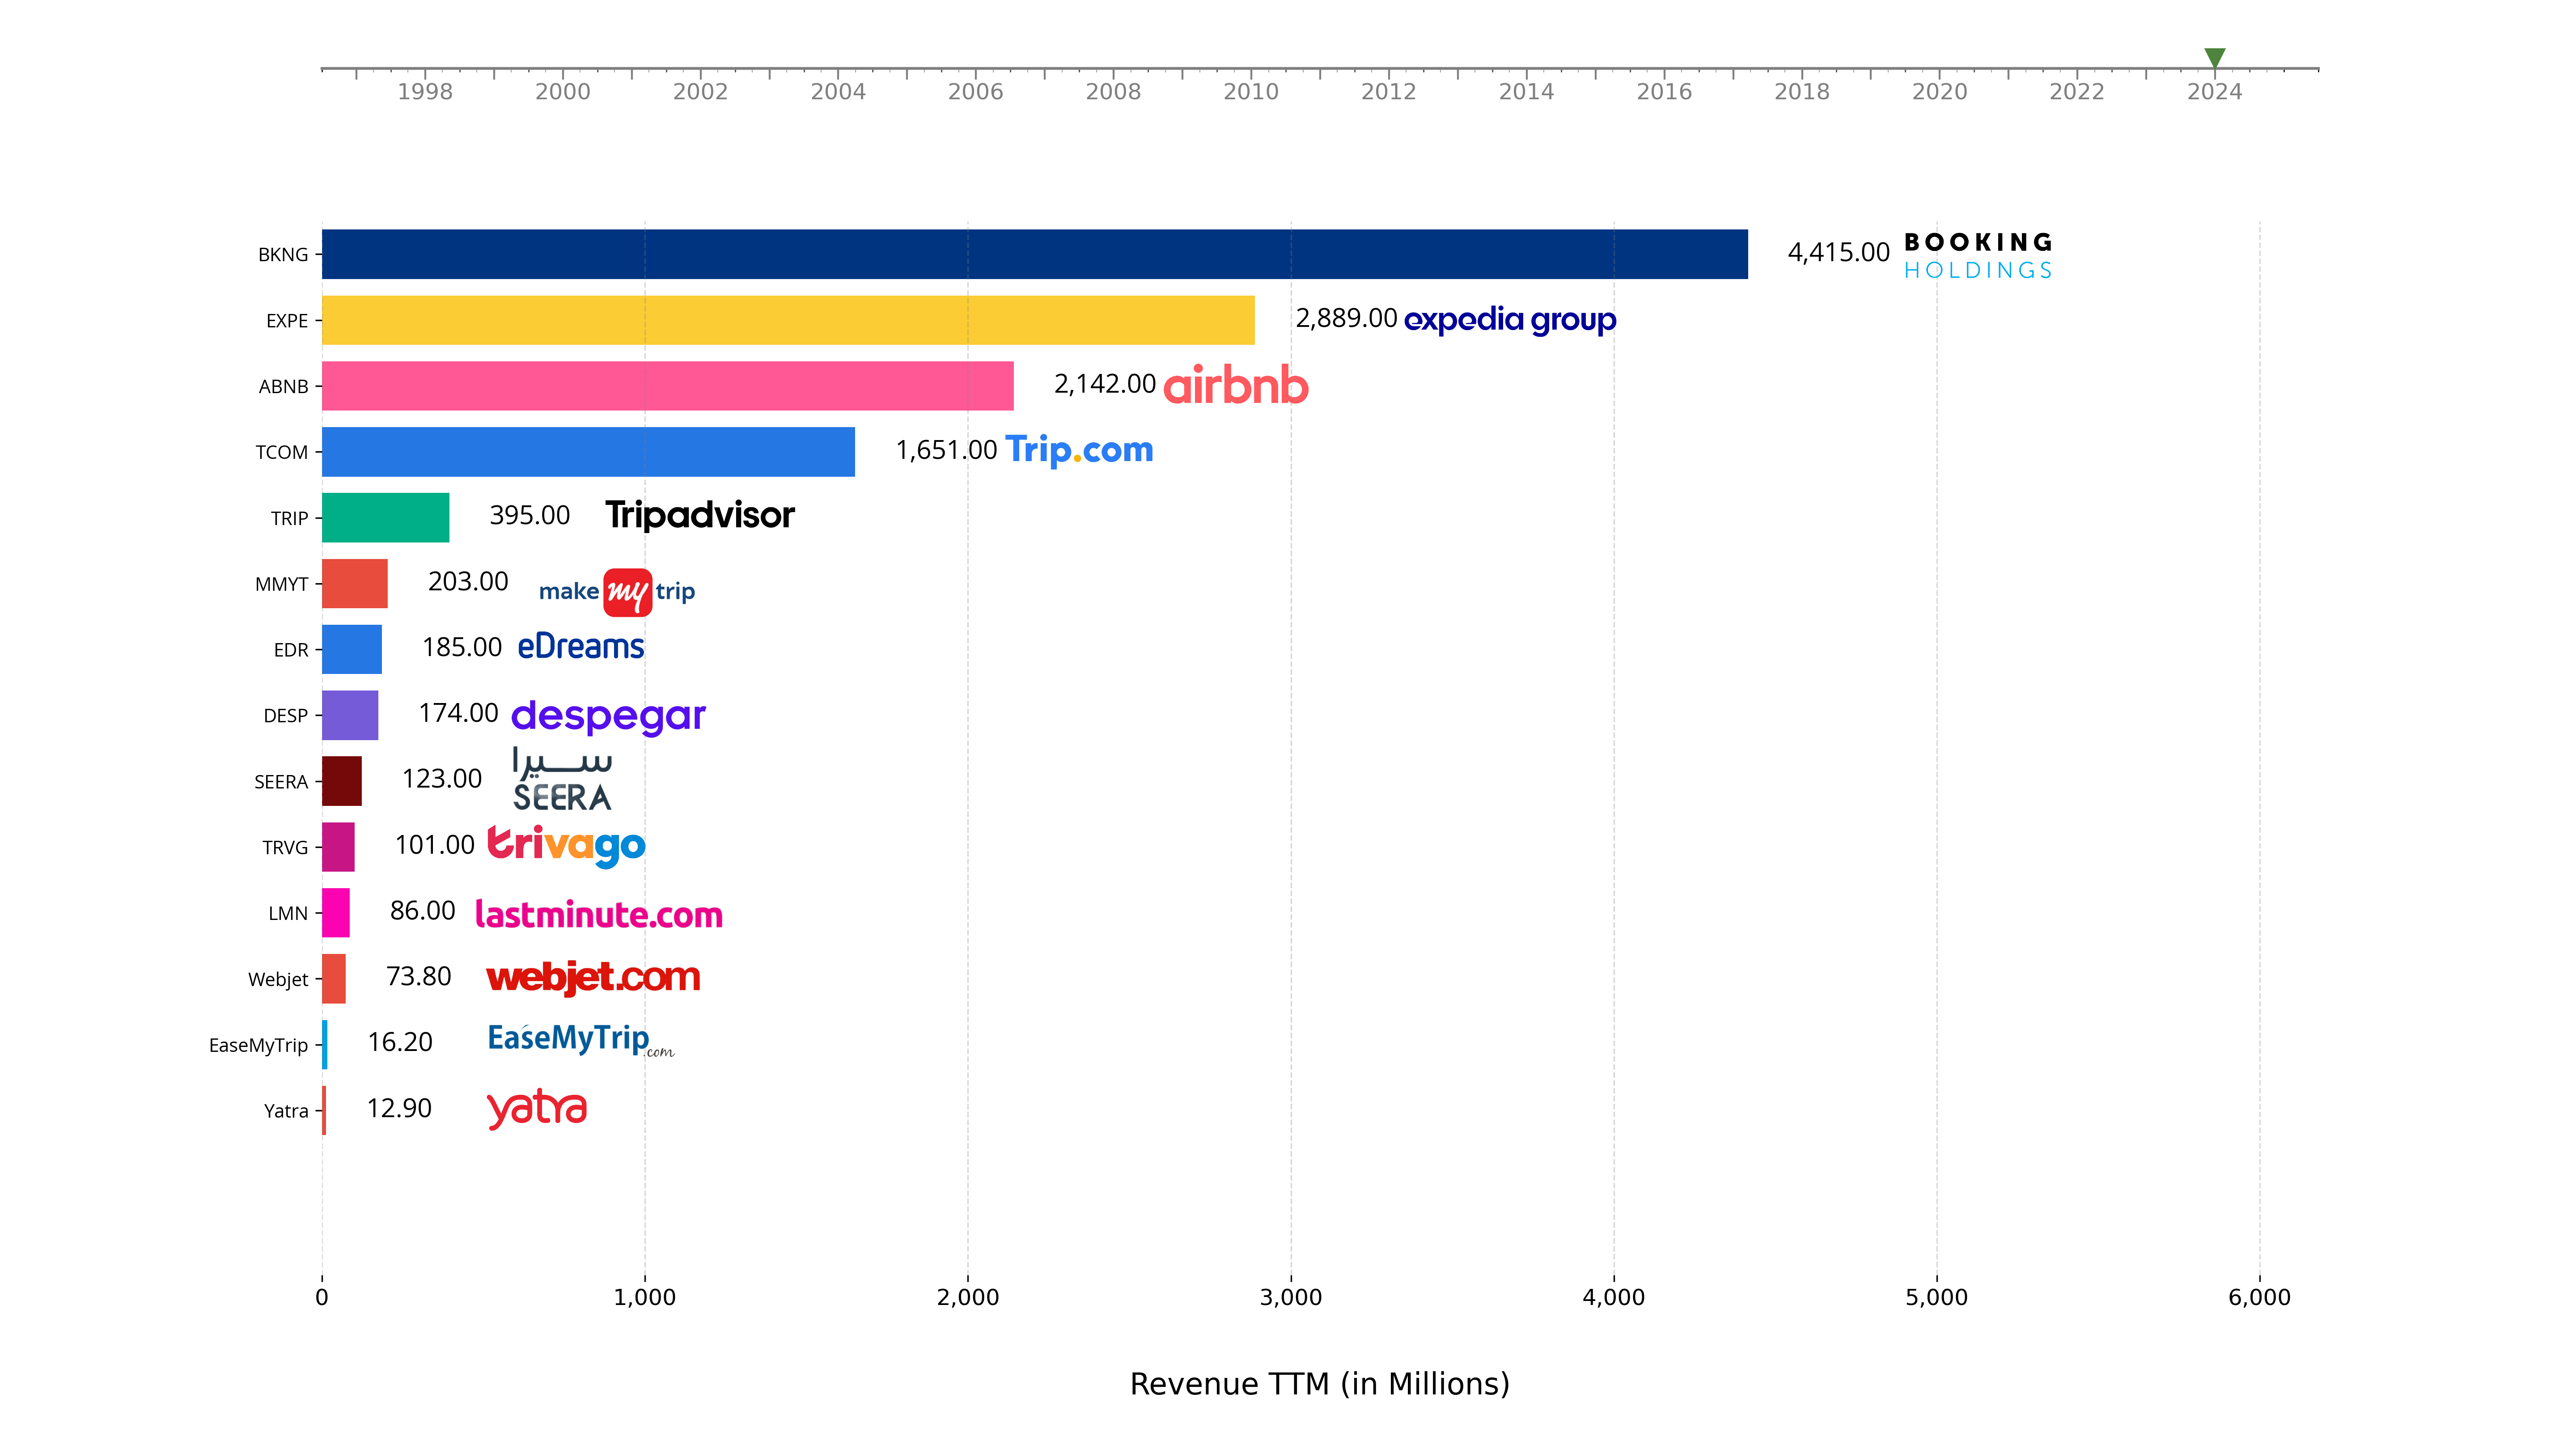 1998 2000 2002 2004 2006 2008 2010 2012 2014 2016 2018 2020 2022 2024
BKNG 4,415.00 BOOKING
HOLDINGS
EXPE 2,889.00 expedia group
ABNB 2,142.00 airbnb
TCOM 1,651.00 Trip.com
TRIP 395.00 Tripadvisor
MMYT 203.00 make my trip
EDR 185.00 eDreams
DESP 174.00 despegar
سيرا
SEERA 123.00 SEERA
TRVG 101.00 trivago
LMN 86.00 lastminute.com
Webjet 73.80 webjet.com
EaseMyTrip 16.20 EaseMyTrip.com
Yatra 12.90 yatra
0 1,000 2,000 3,000 4,000 5,000 6,000
Revenue TTM (in Millions)